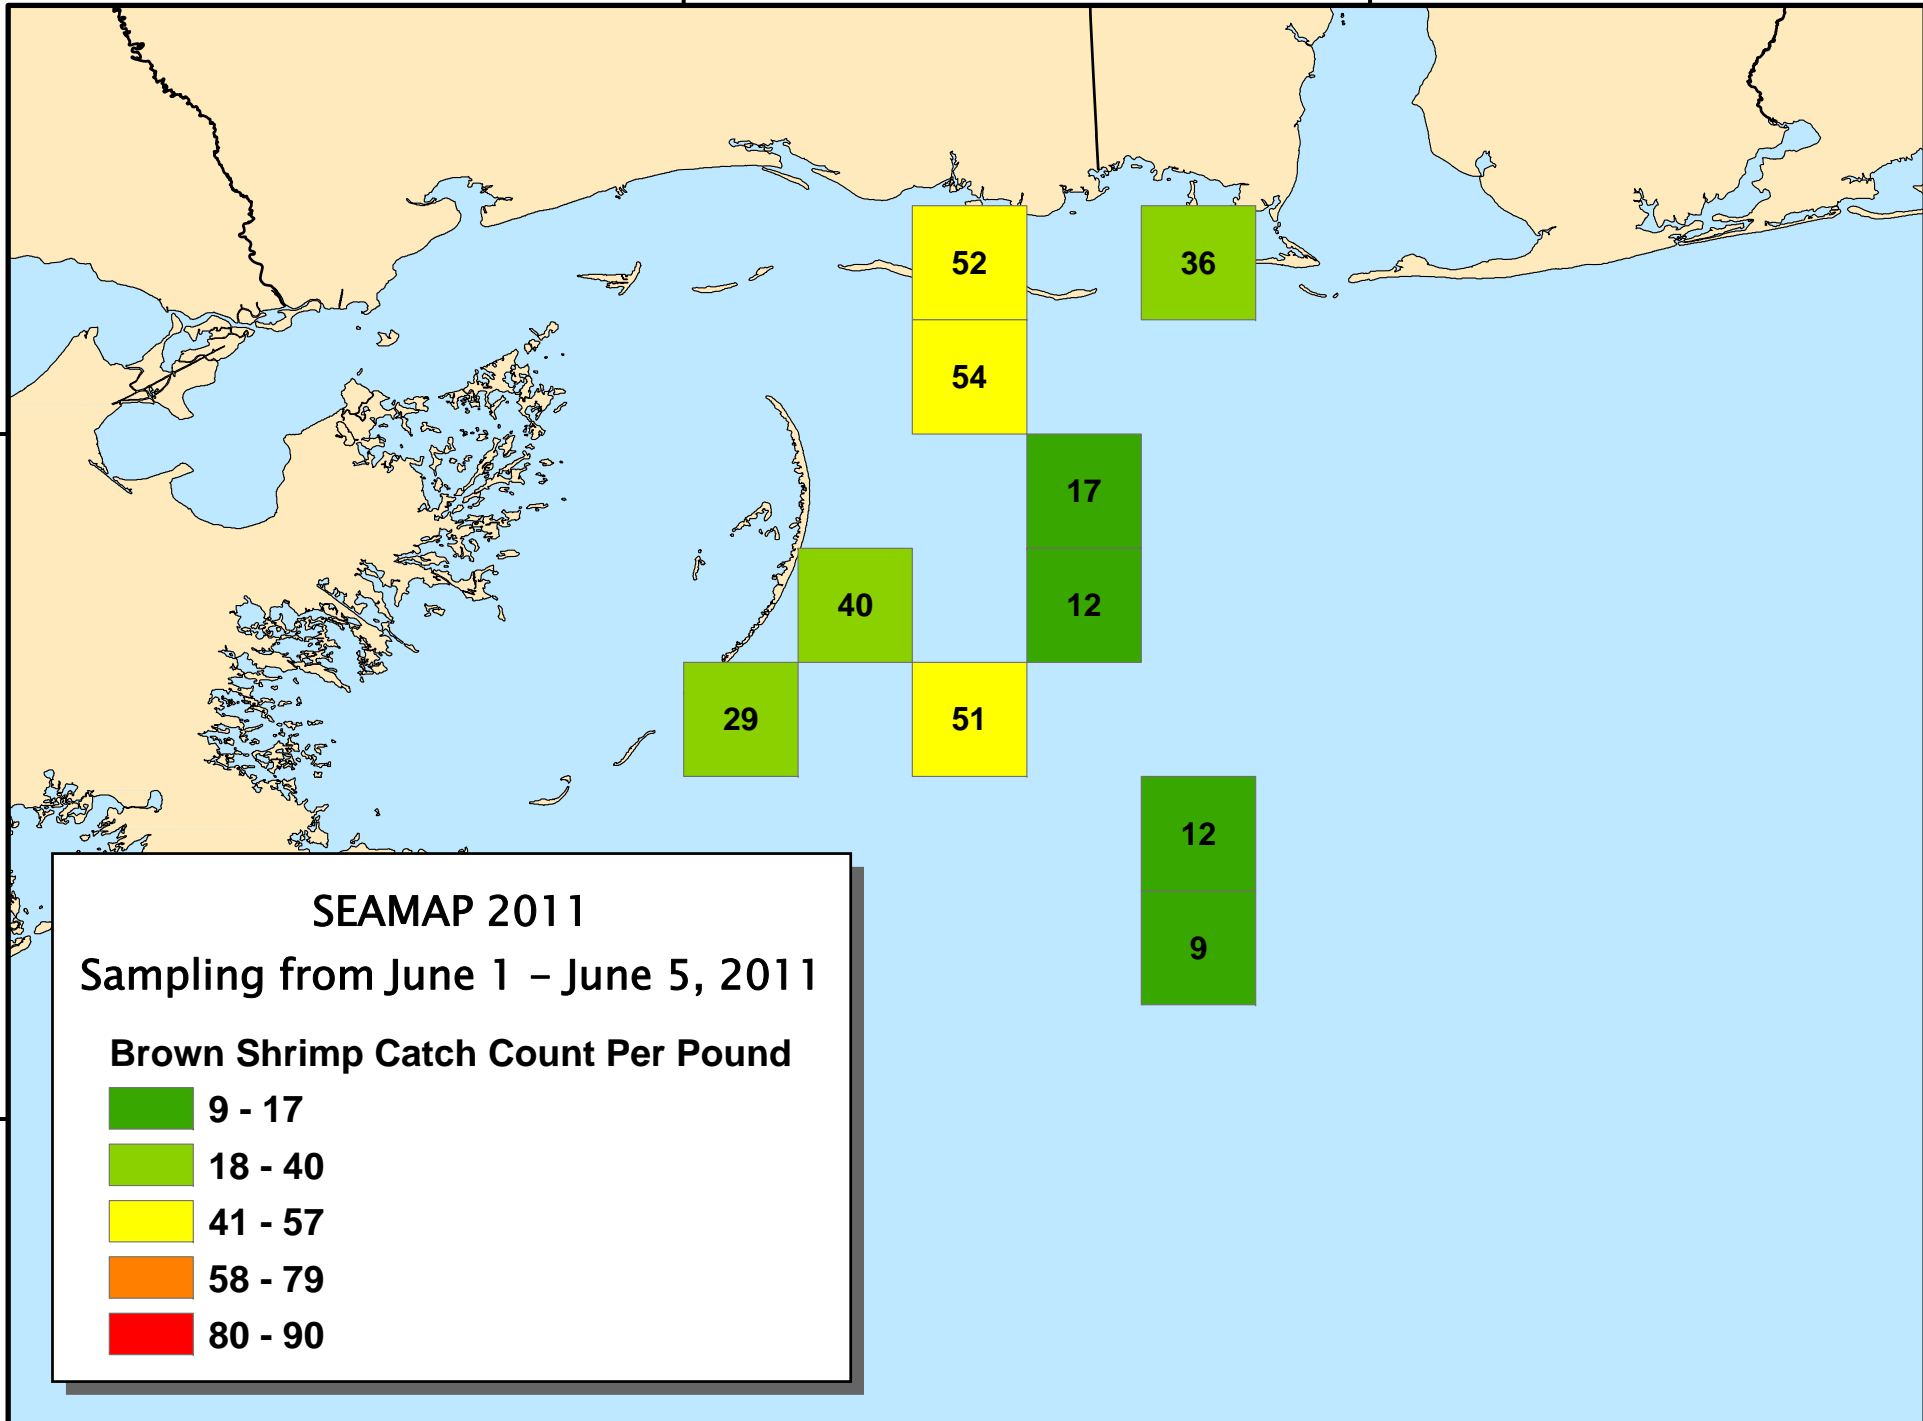 52
36
54
17
40
12
29
51
12
9
SEAMAP 2011
Sampling from June 1 – June 5, 2011
Brown Shrimp Catch Count Per Pound
9 - 17
18 - 40
41 - 57
58 - 79
80 - 90